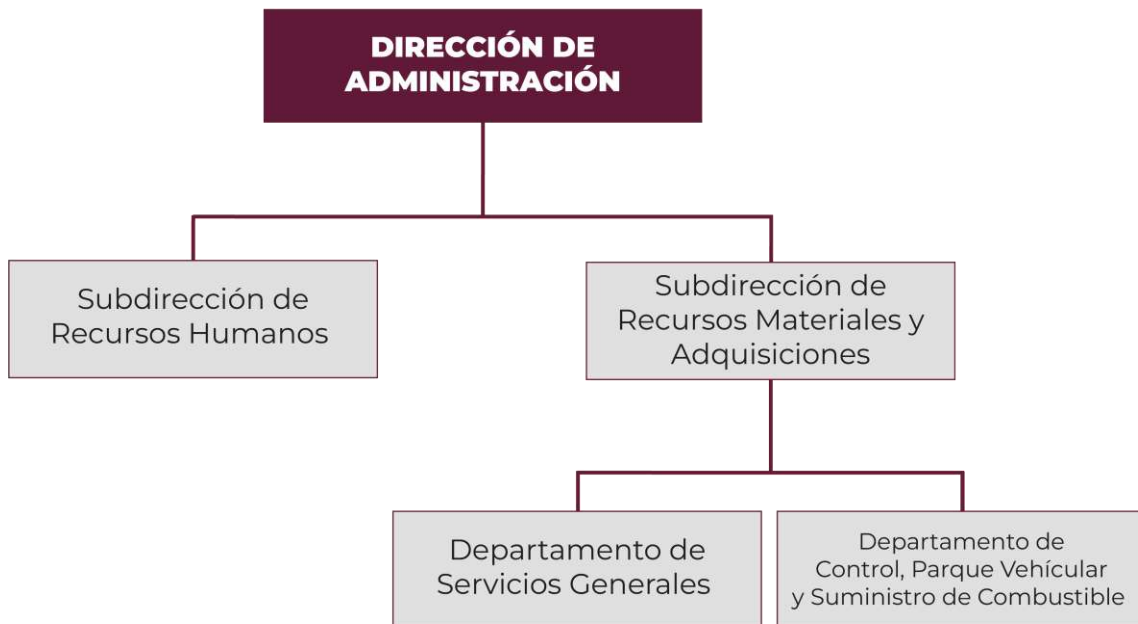 DIRECCIÓN DE
ADMINISTRACIÓN
Subdirección de
Recursos Humanos
Subdirección de
Recursos Materiales y
Adquisiciones
Departamento de
Servicios Generales
Departamento de
Control, Parque Vehícular
y Suministro de Combustible